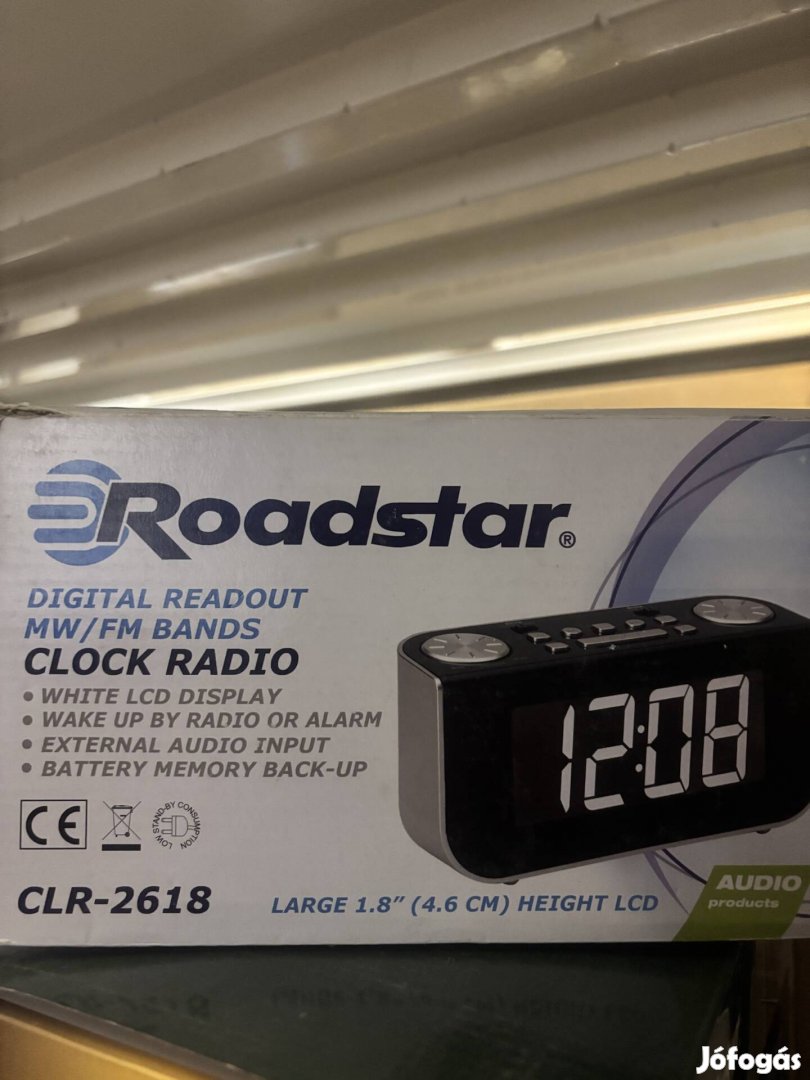 Roadstar®
DIGITAL READOUT
MW/FM BANDS
CLOCK RADIO
• WHITE LCD DISPLAY
• WAKE UP BY RADIO OR ALARM
• EXTERNAL AUDIO INPUT
• BATTERY MEMORY BACK-UP
12:08
CE
LOW STAND-BY CONSUMPTION
CLR-2618
LARGE 1.8” (4.6 CM) HEIGHT LCD
AUDIO
products
Jófogás